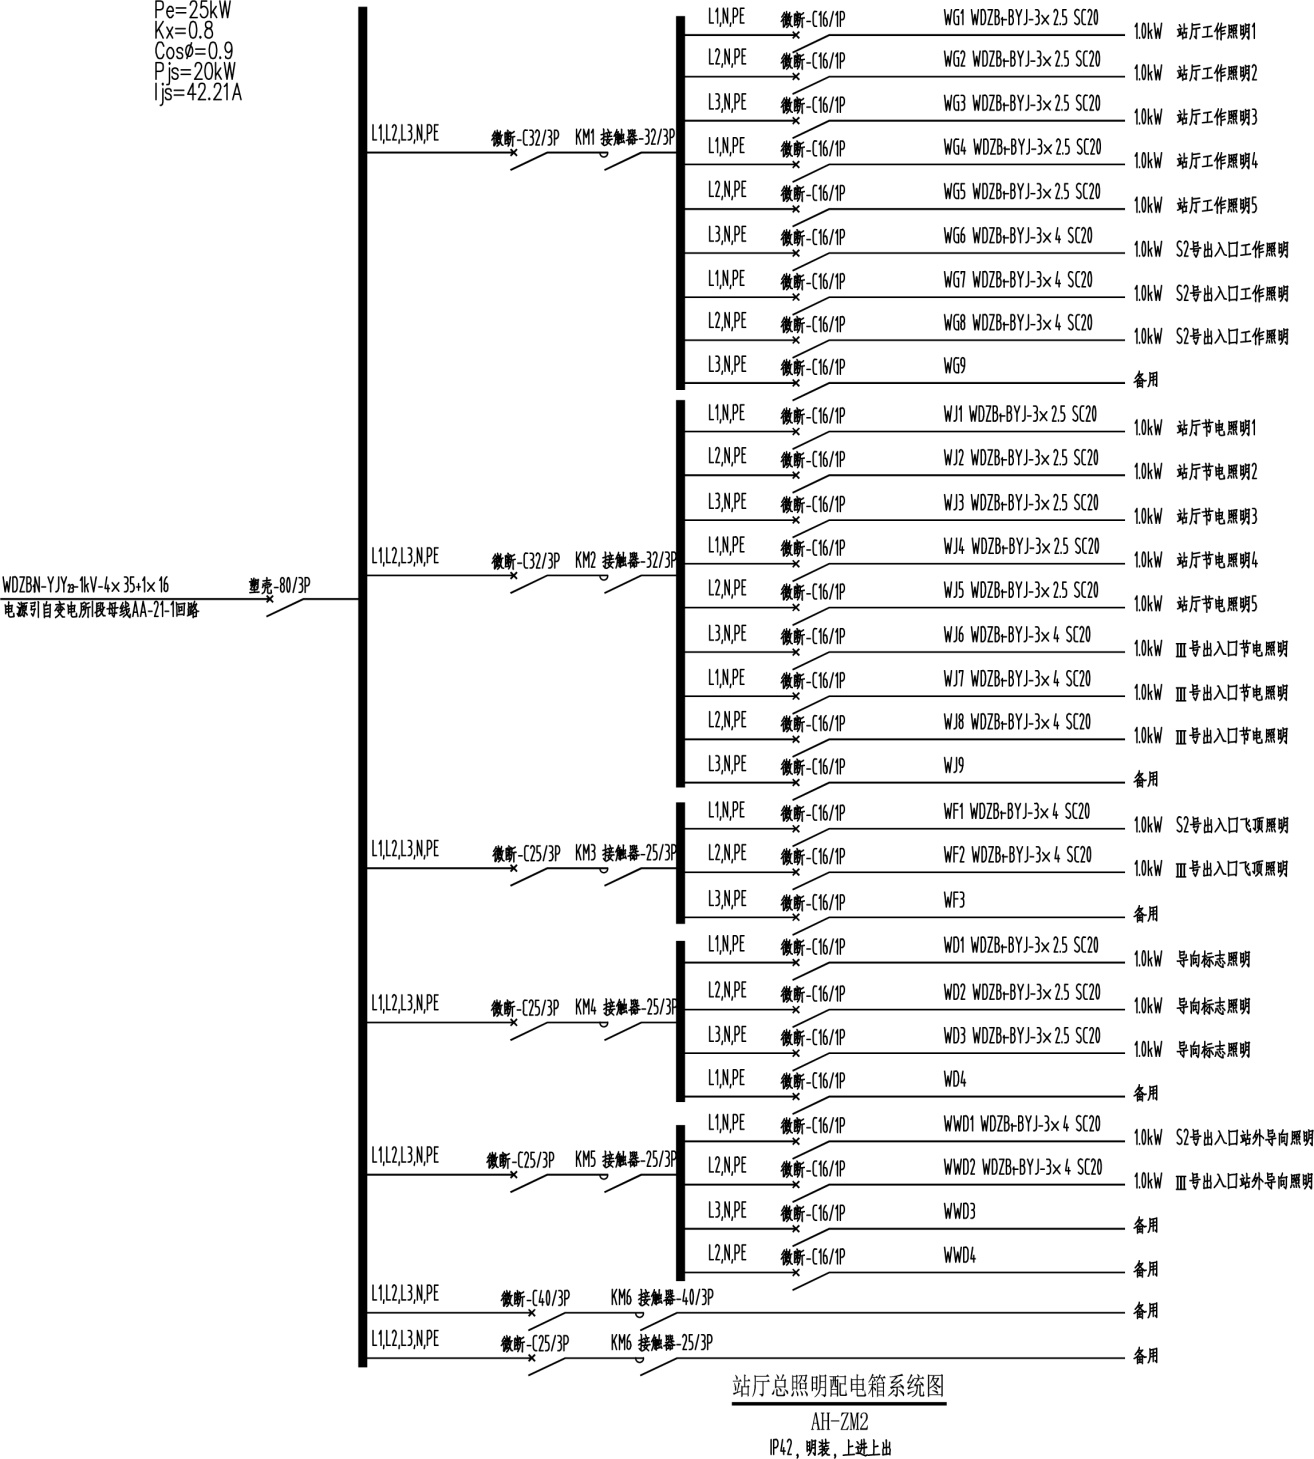 Pe=25kW
Kx=0.8
CosØ=0.9
Pjs=20kW
Ijs=42.21A
WDZBN-YJY23-1kV-4×35+1×16
塑壳-80/3P
电源引自变电所I段母线AA-21-1回路
L1,L2,L3,N,PE 微断-C32/3P KM1 接触器-32/3P
L1,N,PE 微断-C16/1P WG1 WDZB1-BYJ-3×2.5 SC20 1.0kW 站厅工作照明1
L2,N,PE 微断-C16/1P WG2 WDZB1-BYJ-3×2.5 SC20 1.0kW 站厅工作照明2
L3,N,PE 微断-C16/1P WG3 WDZB1-BYJ-3×2.5 SC20 1.0kW 站厅工作照明3
L1,N,PE 微断-C16/1P WG4 WDZB1-BYJ-3×2.5 SC20 1.0kW 站厅工作照明4
L2,N,PE 微断-C16/1P WG5 WDZB1-BYJ-3×2.5 SC20 1.0kW 站厅工作照明5
L3,N,PE 微断-C16/1P WG6 WDZB1-BYJ-3×4 SC20 1.0kW S2号出入口工作照明
L1,N,PE 微断-C16/1P WG7 WDZB1-BYJ-3×4 SC20 1.0kW S2号出入口工作照明
L2,N,PE 微断-C16/1P WG8 WDZB1-BYJ-3×4 SC20 1.0kW S2号出入口工作照明
L3,N,PE 微断-C16/1P WG9 备用
L1,L2,L3,N,PE 微断-C32/3P KM2 接触器-32/3P
L1,N,PE 微断-C16/1P WJ1 WDZB1-BYJ-3×2.5 SC20 1.0kW 站厅节电照明1
L2,N,PE 微断-C16/1P WJ2 WDZB1-BYJ-3×2.5 SC20 1.0kW 站厅节电照明2
L3,N,PE 微断-C16/1P WJ3 WDZB1-BYJ-3×2.5 SC20 1.0kW 站厅节电照明3
L1,N,PE 微断-C16/1P WJ4 WDZB1-BYJ-3×2.5 SC20 1.0kW 站厅节电照明4
L2,N,PE 微断-C16/1P WJ5 WDZB1-BYJ-3×2.5 SC20 1.0kW 站厅节电照明5
L3,N,PE 微断-C16/1P WJ6 WDZB1-BYJ-3×4 SC20 1.0kW Ⅲ号出入口节电照明
L1,N,PE 微断-C16/1P WJ7 WDZB1-BYJ-3×4 SC20 1.0kW Ⅲ号出入口节电照明
L2,N,PE 微断-C16/1P WJ8 WDZB1-BYJ-3×4 SC20 1.0kW Ⅲ号出入口节电照明
L3,N,PE 微断-C16/1P WJ9 备用
L1,L2,L3,N,PE 微断-C25/3P KM3 接触器-25/3P
L1,N,PE 微断-C16/1P WF1 WDZB1-BYJ-3×4 SC20 1.0kW S2号出入口飞顶照明
L2,N,PE 微断-C16/1P WF2 WDZB1-BYJ-3×4 SC20 1.0kW Ⅲ号出入口飞顶照明
L3,N,PE 微断-C16/1P WF3 备用
L1,L2,L3,N,PE 微断-C25/3P KM4 接触器-25/3P
L1,N,PE 微断-C16/1P WD1 WDZB1-BYJ-3×2.5 SC20 1.0kW 导向标志照明
L2,N,PE 微断-C16/1P WD2 WDZB1-BYJ-3×2.5 SC20 1.0kW 导向标志照明
L3,N,PE 微断-C16/1P WD3 WDZB1-BYJ-3×2.5 SC20 1.0kW 导向标志照明
L1,N,PE 微断-C16/1P WD4 备用
L1,L2,L3,N,PE 微断-C25/3P KM5 接触器-25/3P
L1,N,PE 微断-C16/1P WWD1 WDZB1-BYJ-3×4 SC20 1.0kW S2号出入口站外导向照明
L2,N,PE 微断-C16/1P WWD2 WDZB1-BYJ-3×4 SC20 1.0kW Ⅲ号出入口站外导向照明
L3,N,PE 微断-C16/1P WWD3 备用
L2,N,PE 微断-C16/1P WWD4 备用
L1,L2,L3,N,PE 微断-C40/3P KM6 接触器-40/3P 备用
L1,L2,L3,N,PE 微断-C25/3P KM6 接触器-25/3P 备用
站厅总照明配电箱系统图
AH-ZM2
IP42，明装，上进上出